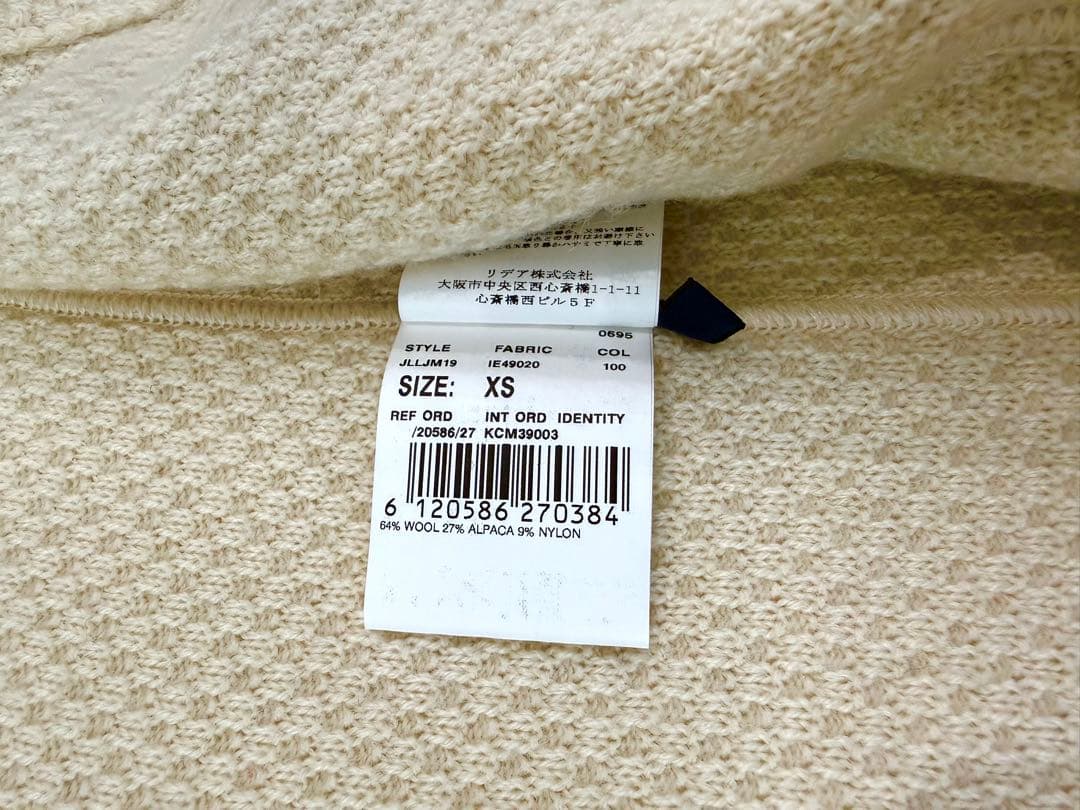 リデア株式会社
大阪市中央区西心斎橋1-1-11
心斎橋西ビル5F
0695
STYLE FABRIC COL
JLLJM19 IE49020 100
SIZE: XS
REF ORD INT ORD IDENTITY
/20586/27 KCM39003
6 120586 270384
64% WOOL 27% ALPACA 9% NYLON